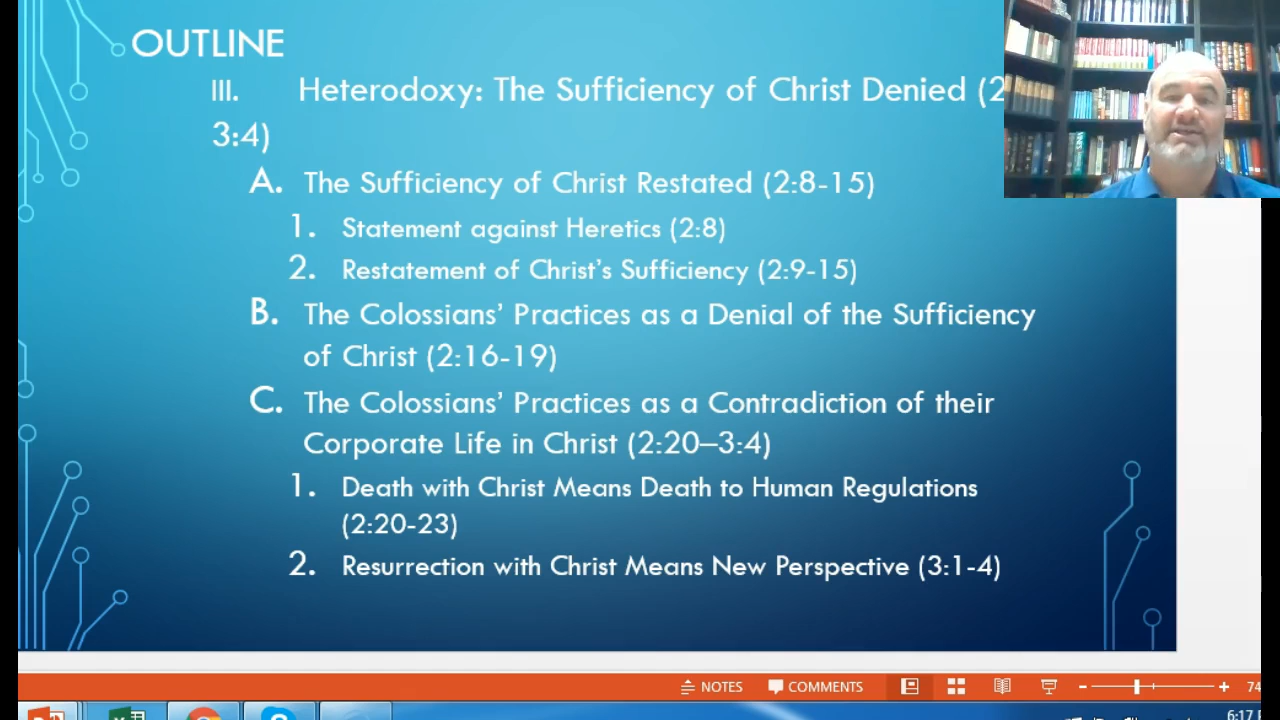 OUTLINE
III. Heterodoxy: The Sufficiency of Christ Denied (2
3:4)
A. The Sufficiency of Christ Restated (2:8-15)
1. Statement against Heretics (2:8)
2. Restatement of Christ's Sufficiency (2:9-15)
B. The Colossians' Practices as a Denial of the Sufficiency
of Christ (2:16-19)
C. The Colossians' Practices as a Contradiction of their
Corporate Life in Christ (2:20–3:4)
1. Death with Christ Means Death to Human Regulations
(2:20-23)
2. Resurrection with Christ Means New Perspective (3:1-4)
NOTES COMMENTS - + 74
6:17